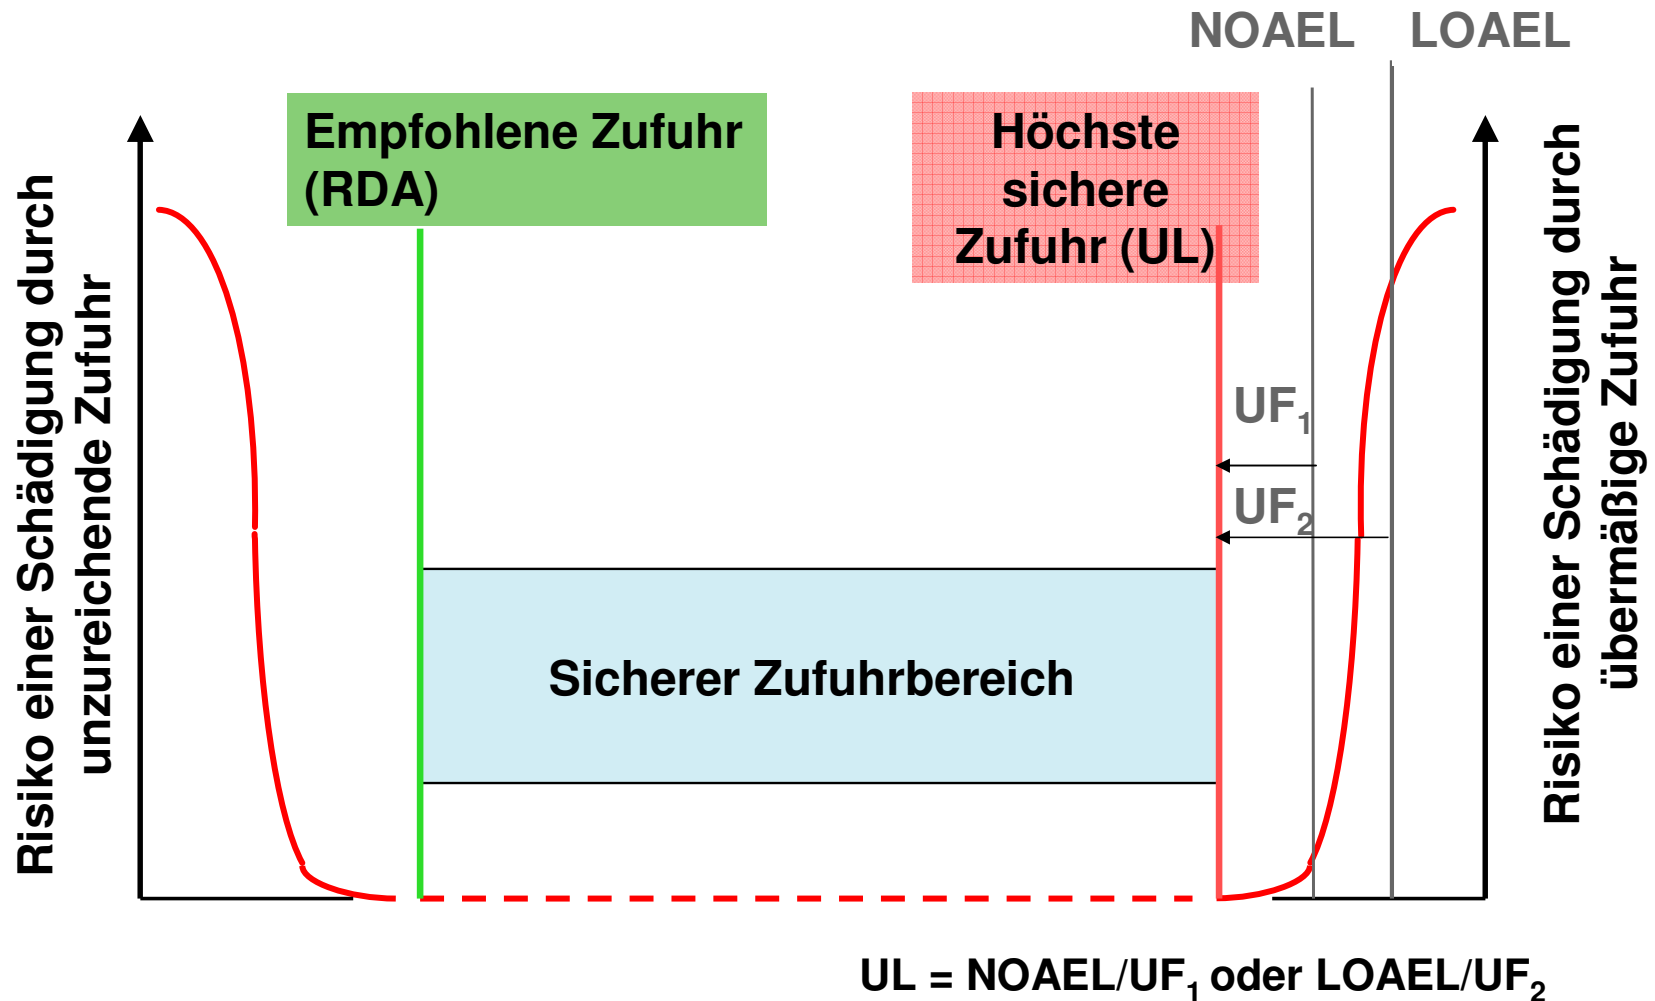 NOAEL LOAEL
Empfohlene Zufuhr
(RDA)
Höchste
sichere
Zufuhr (UL)
Risiko einer Schädigung durch
unzureichende Zufuhr
UF₁
UF₂
Sicherer Zufuhrbereich
Risiko einer Schädigung durch
übermäßige Zufuhr
UL = NOAEL/UF₁ oder LOAEL/UF₂